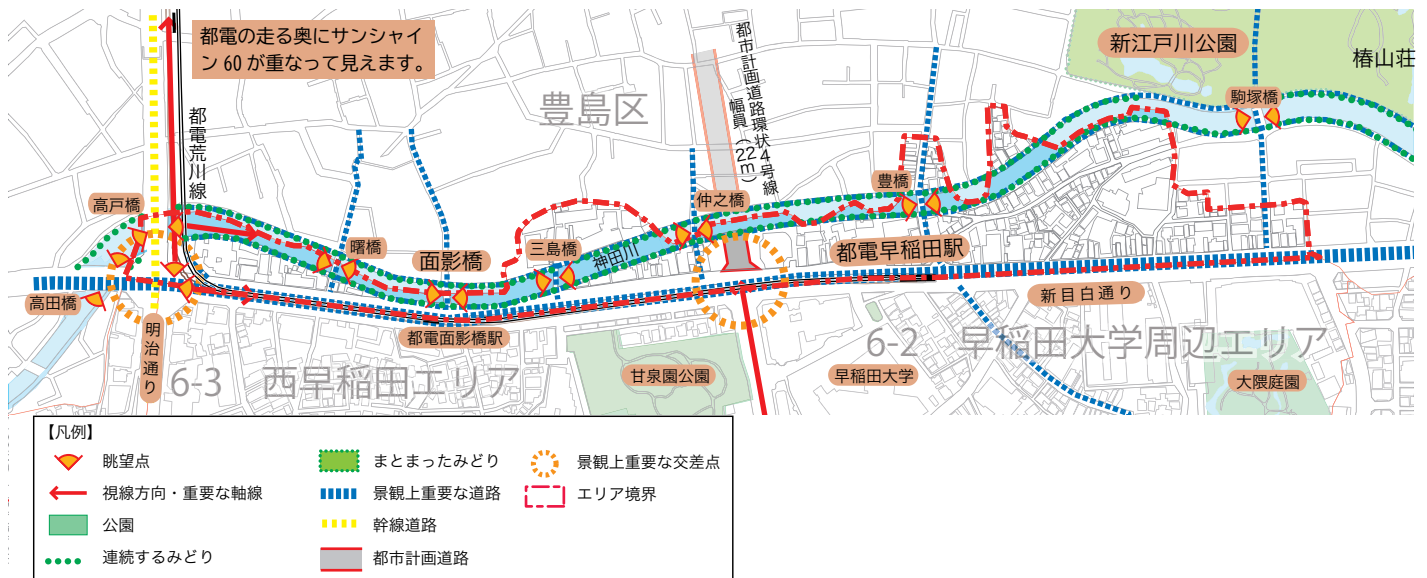 都電の走る奥にサンシャイ
ン 60 が重なって見えます。
都電荒川線
豊島区
都市計画道路環状4号線
幅員（22m）
新江戸川公園
椿山荘
駒塚橋
高戸橋
曙橋
面影橋
三島橋
神田川
仲之橋
豊橋
都電早稲田駅
高田橋
明治通り
都電面影橋駅
新目白通り
6-3 西早稲田エリア
6-2 早稲田大学周辺エリア
甘泉園公園
早稲田大学
大隈庭園
【凡例】
眺望点
視線方向・重要な軸線
公園
連続するみどり
まとまったみどり
景観上重要な道路
幹線道路
都市計画道路
景観上重要な交差点
エリア境界